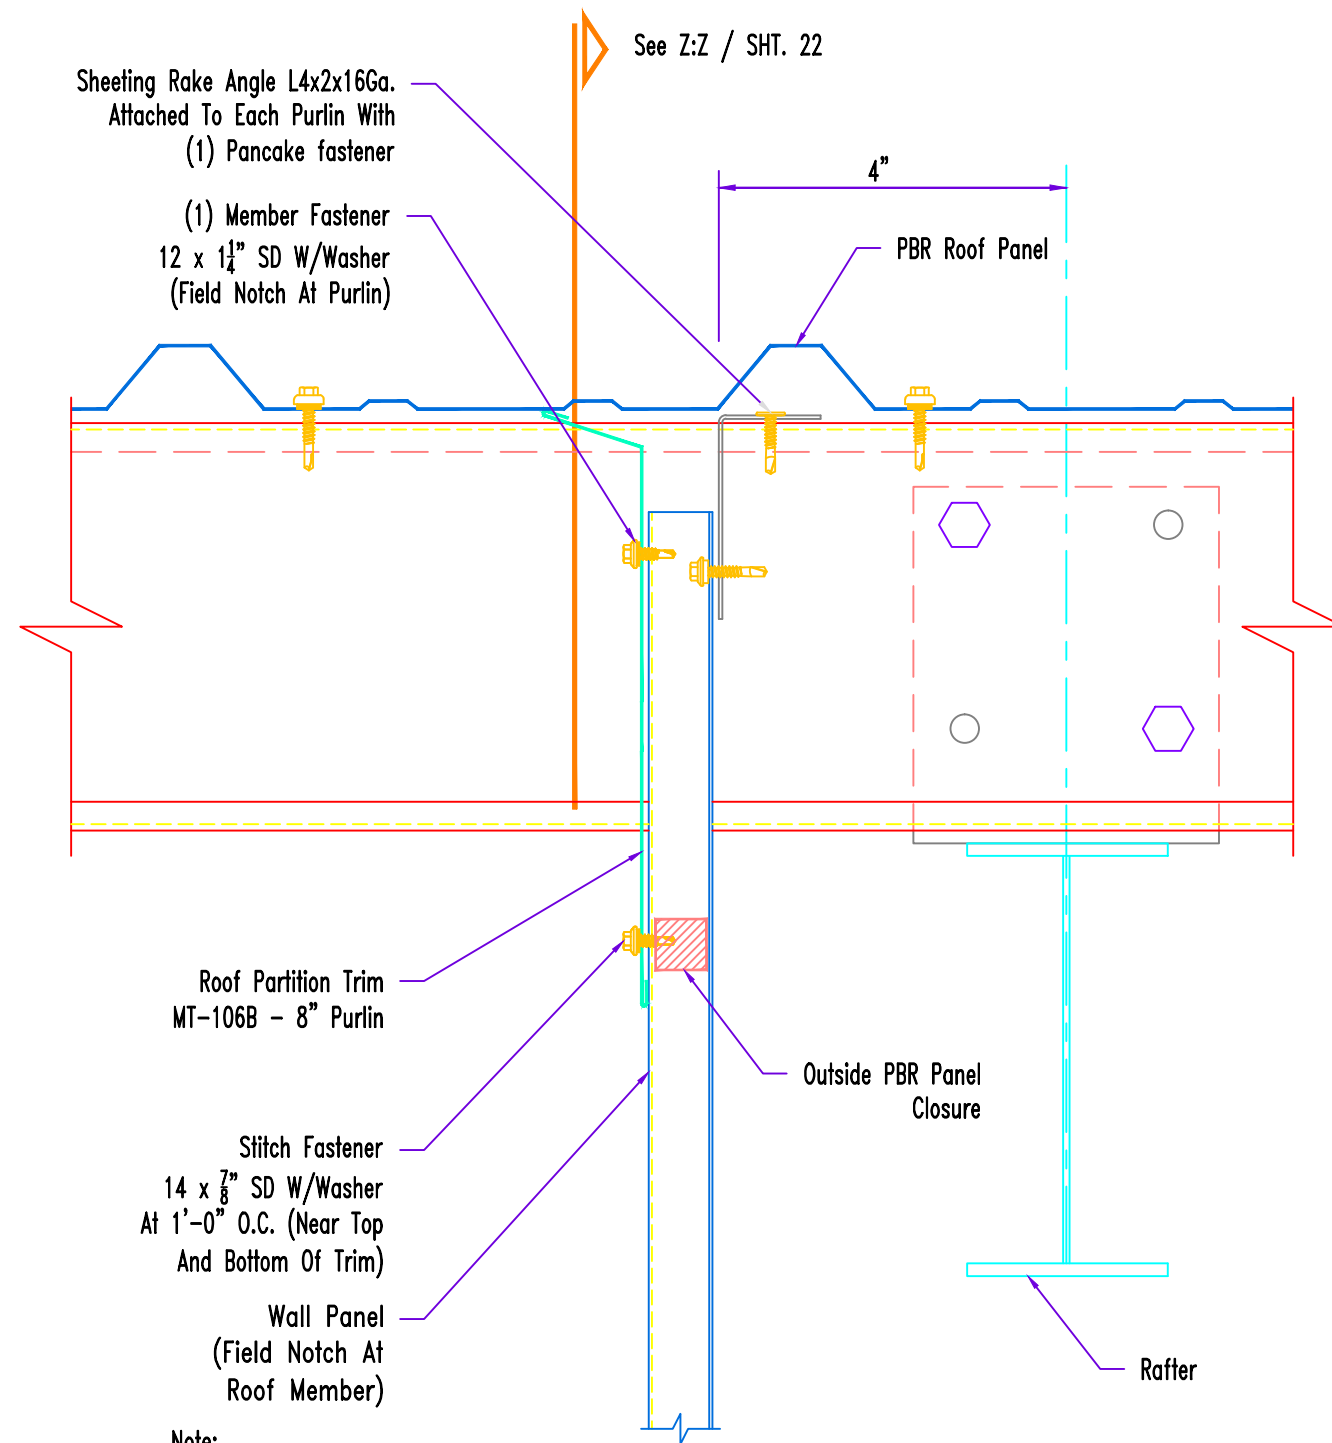 See Z:Z / SHT. 22
Sheeting Rake Angle L4x2x16Ga.
Attached To Each Purlin With
(1) Pancake fastener
4"
(1) Member Fastener
12 x 1 1/4" SD W/Washer
(Field Notch At Purlin)
PBR Roof Panel
Roof Partition Trim
MT-106B - 8" Purlin
Outside PBR Panel
Closure
Stitch Fastener
14 x 7/8" SD W/Washer
At 1'-0" O.C. (Near Top
And Bottom Of Trim)
Wall Panel
(Field Notch At
Roof Member)
Rafter
Note: